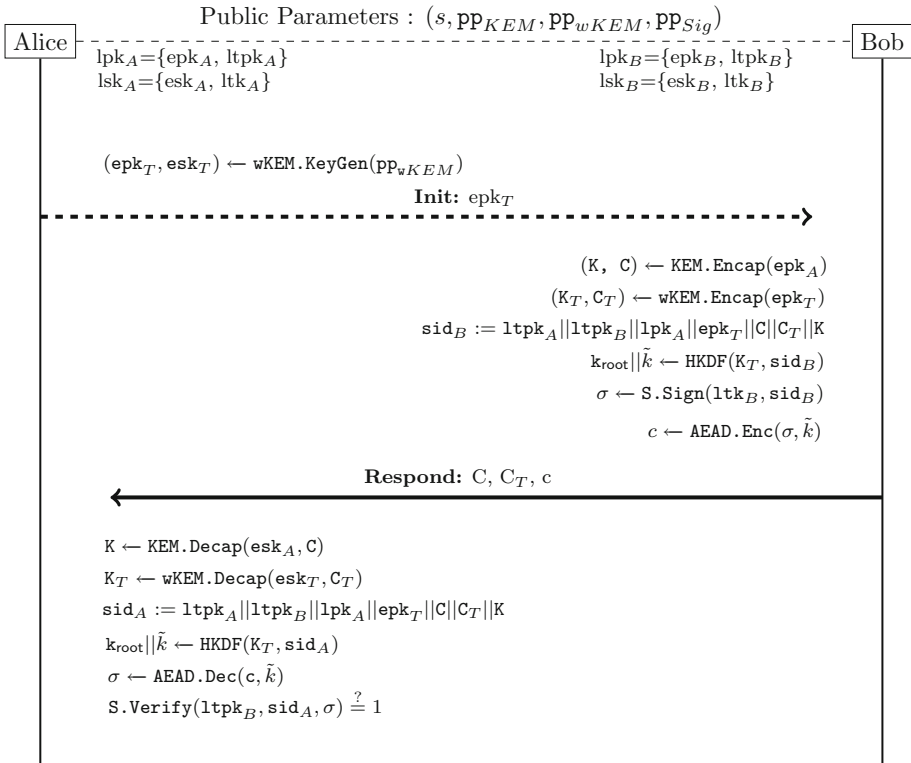 Public Parameters : (s, pp_KEM, pp_wKEM, pp_Sig)
Alice
Bob
lpk_A={epk_A, ltpk_A}
lsk_A={esk_A, ltk_A}
lpk_B={epk_B, ltpk_B}
lsk_B={esk_B, ltk_B}
(epk_T, esk_T) ← wKEM.KeyGen(pp_wKEM)
Init: epk_T
(K, C) ← KEM.Encap(epk_A)
(K_T, C_T) ← wKEM.Encap(epk_T)
sid_B := ltpk_A||ltpk_B||lpk_A||epk_T||C||C_T||K
k_root||k̃ ← HKDF(K_T, sid_B)
σ ← S.Sign(ltk_B, sid_B)
c ← AEAD.Enc(σ, k̃)
Respond: C, C_T, c
K ← KEM.Decap(esk_A, C)
K_T ← wKEM.Decap(esk_T, C_T)
sid_A := ltpk_A||ltpk_B||lpk_A||epk_T||C||C_T||K
k_root||k̃ ← HKDF(K_T, sid_A)
σ ← AEAD.Dec(c, k̃)
S.Verify(ltpk_B, sid_A, σ) ≟ 1